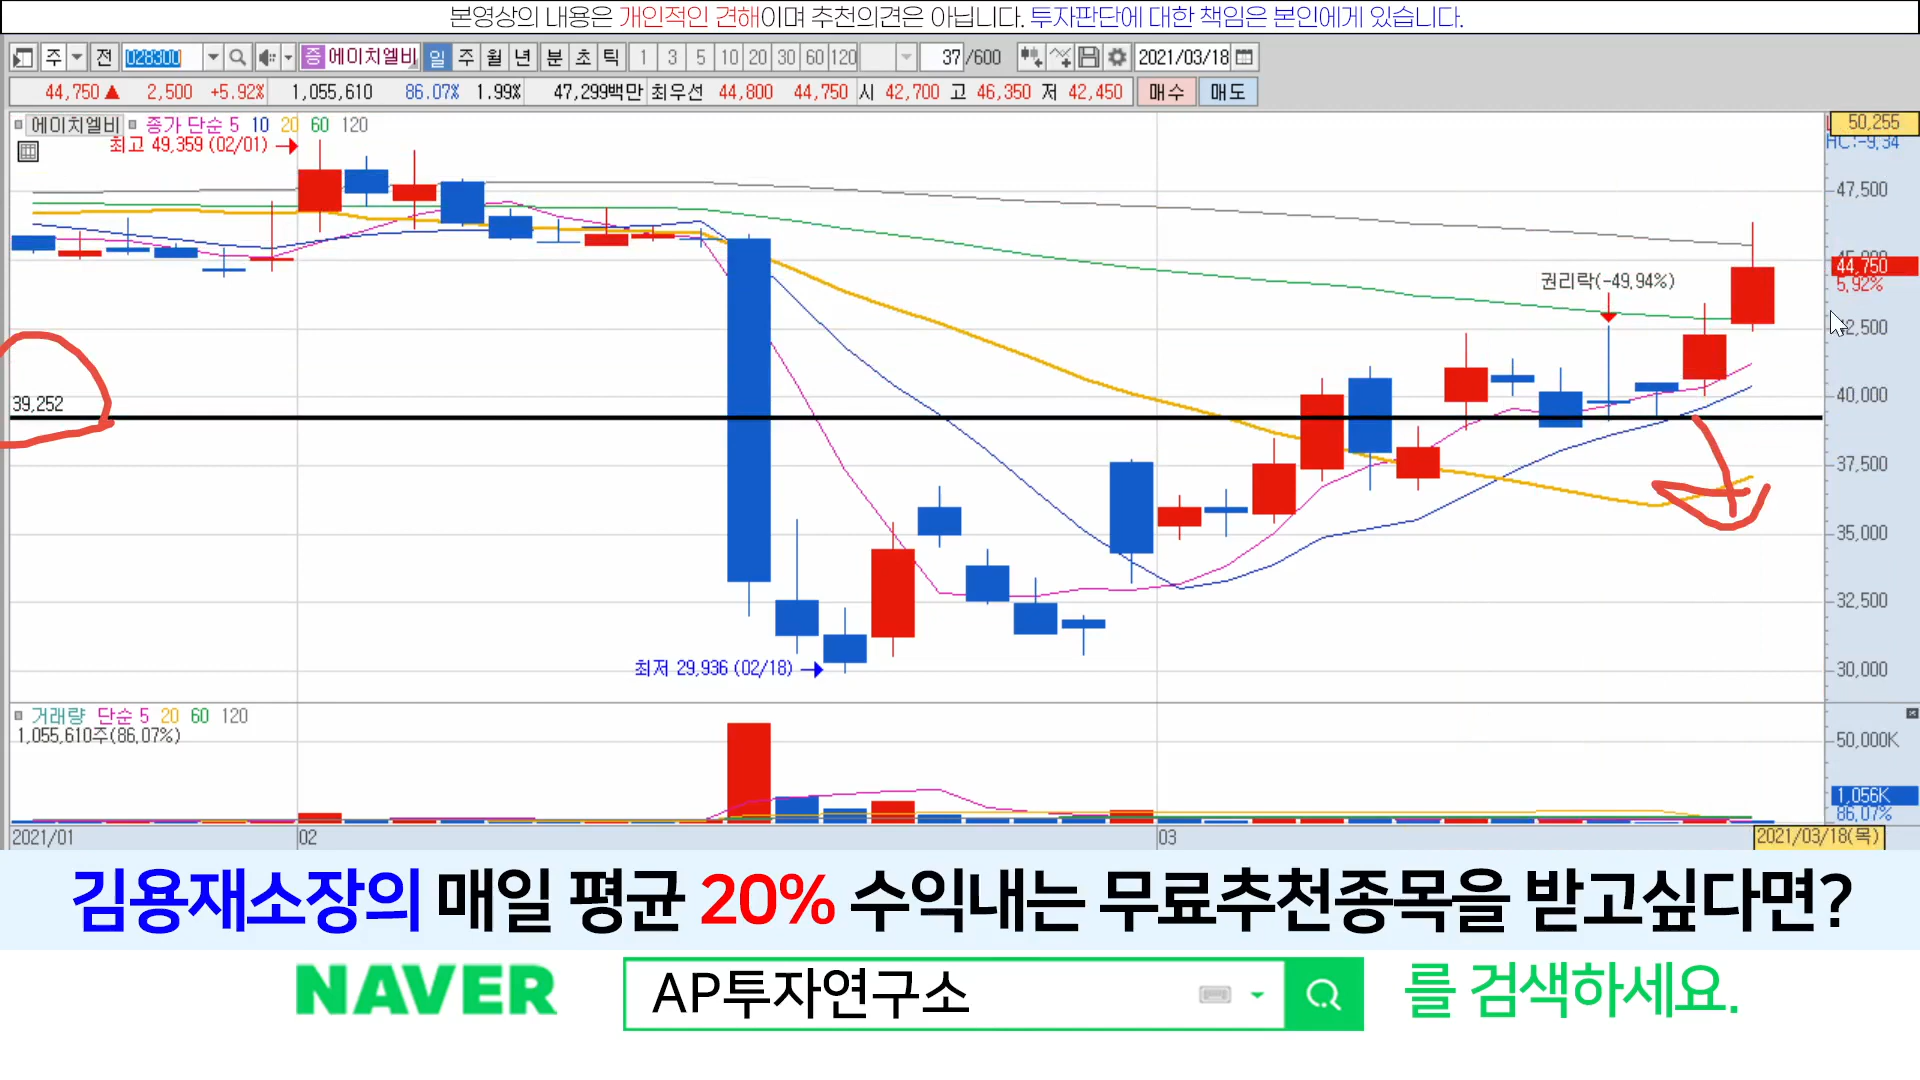 본영상의 내용은 개인적인 견해이며 추천의견은 아닙니다. 투자판단에 대한 책임은 본인에게 있습니다.
주 전 028300 증 에이치엘비 일 주 월 년 분 초 틱 1 3 5 10 20 30 60 120 37 /600 2021/03/18
44,750 ▲ 2,500 +5.92% 1,055,610 86.07% 1.99% 47,299백만 최우선 44,800 44,750 시 42,700 고 46,350 저 42,450 매수 매도
에이치엘비 종가 단순 5 10 20 60 120
50,255
HC:-9.34
최고 49,359 (02/01) →
47,500
44,750
5.92%
권리락(-49.94%)
42,500
40,000
39,252
37,500
35,000
32,500
최저 29,936 (02/18) →
30,000
거래량 단순 5 20 60 120
1,055,610주(86.07%)
50,000K
1,056K
86.07%
2021/01 02 03 2021/03/18(목)
김용재소장의 매일 평균 20% 수익내는 무료추천종목을 받고싶다면?
NAVER AP투자연구소 를 검색하세요.